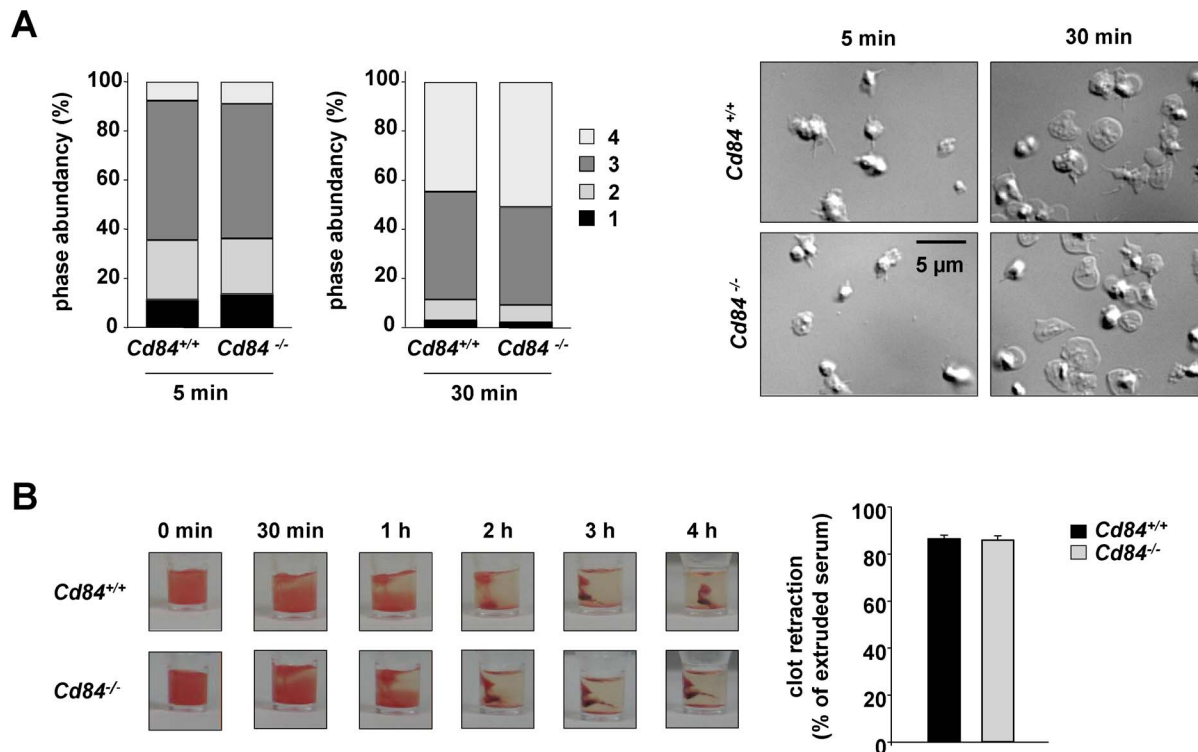 A
phase abundancy (%)
100
80
60
40
20
0
Cd84+/+ Cd84 -/-
5 min
phase abundancy (%)
100
80
60
40
20
0
Cd84+/+ Cd84 -/-
30 min
4
3
2
1
5 min 30 min
Cd84 +/+
Cd84 -/-
5 µm
B
0 min 30 min 1 h 2 h 3 h 4 h
Cd84+/+
Cd84-/-
clot retraction
(% of extruded serum)
100
80
60
40
20
0
Cd84+/+
Cd84-/-